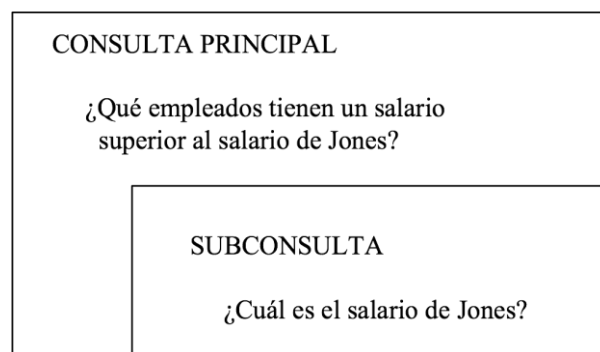 CONSULTA PRINCIPAL
¿Qué empleados tienen un salario
superior al salario de Jones?
SUBCONSULTA
¿Cuál es el salario de Jones?